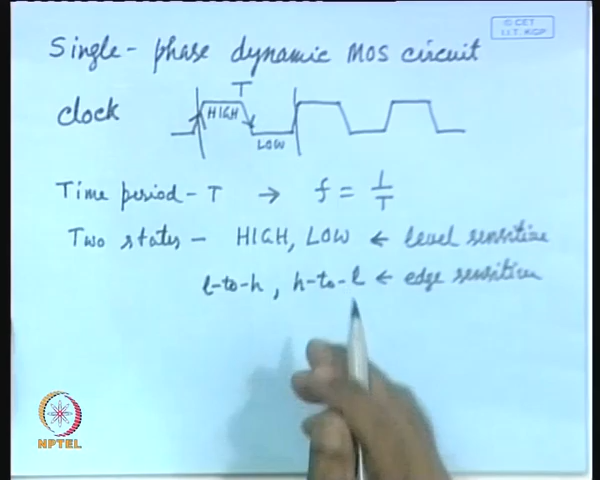 © CET
I.I.T. KGP
Single-phase dynamic MOS circuit
T
clock
HIGH
LOW
Time period - T → f = 1/T
Two states - HIGH, LOW ← level sensitive
l-to-h, h-to-l ← edge sensitive
NPTEL